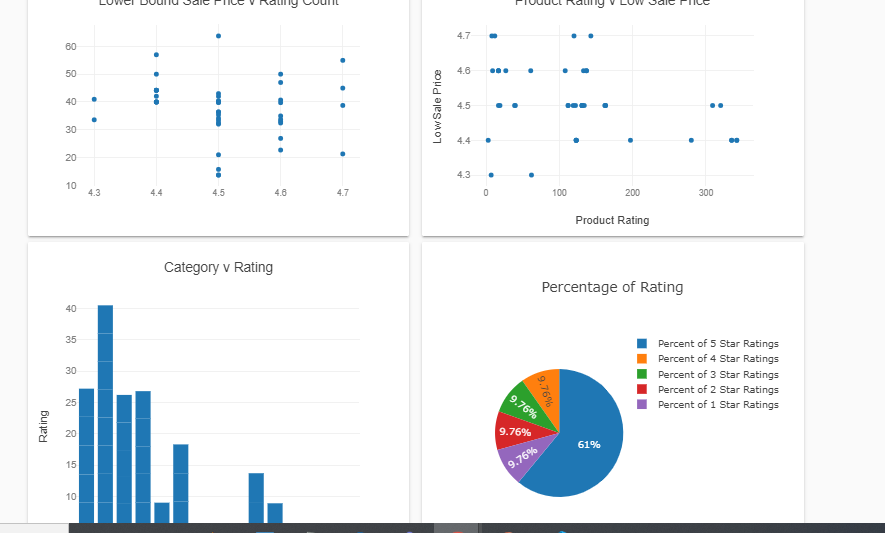 Lower Bound Sale Price v Rating Count
60
50
40
30
20
10
4.3 4.4 4.5 4.6 4.7
Product Rating v Low Sale Price
Low Sale Price
4.7
4.6
4.5
4.4
4.3
0 100 200 300
Product Rating
Category v Rating
Rating
40
35
30
25
20
15
10
Percentage of Rating
Percent of 5 Star Ratings
Percent of 4 Star Ratings
Percent of 3 Star Ratings
Percent of 2 Star Ratings
Percent of 1 Star Ratings
9.76%
9.76%
9.76%
9.76%
61%